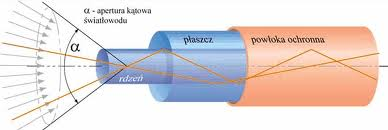 α - apertura kątowa
światłowodu
α
rdzeń
płaszcz
powłoka ochronna